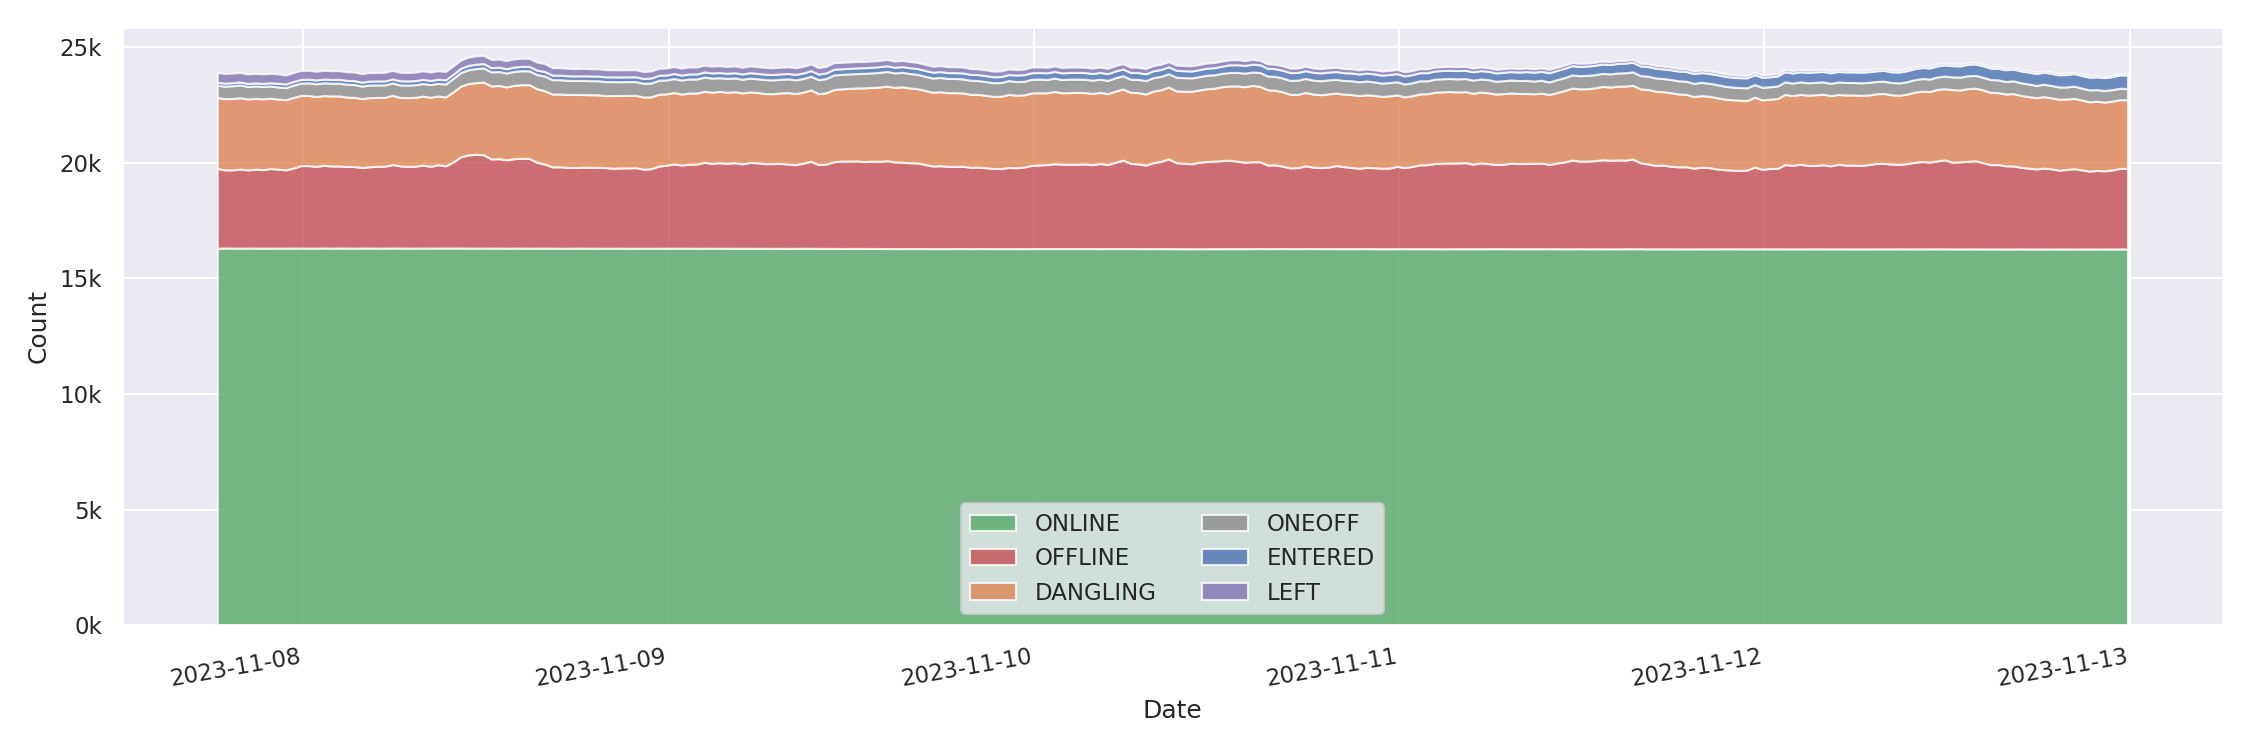 25k
20k
15k
10k
5k
0k
Count
ONLINE
OFFLINE
DANGLING
ONEOFF
ENTERED
LEFT
2023-11-08
2023-11-09
2023-11-10
2023-11-11
2023-11-12
2023-11-13
Date